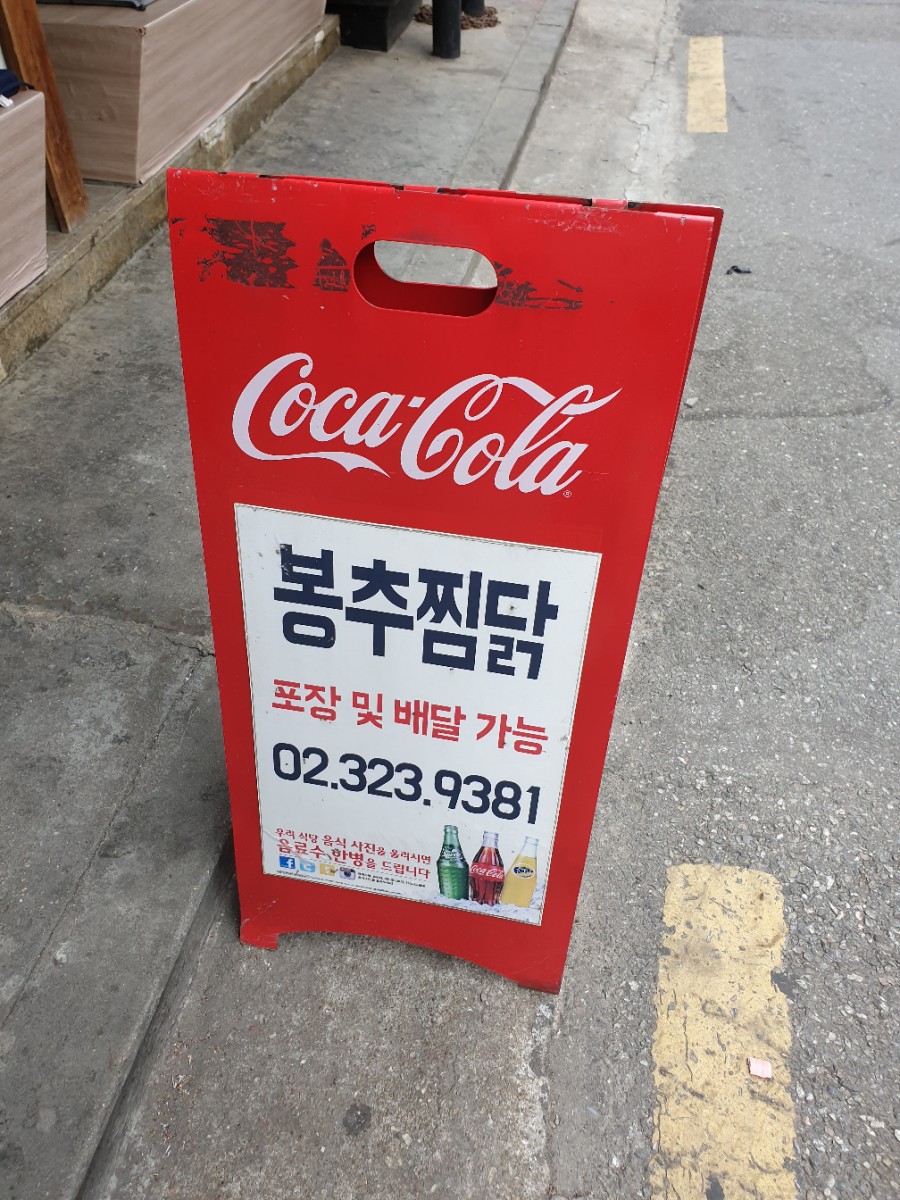 Coca-Cola
봉추찜닭
포장 및 배달 가능
02.323.9381
우리 식당 음식 사진을 올리시면
음료수 한병을 드립니다
Coca-Cola